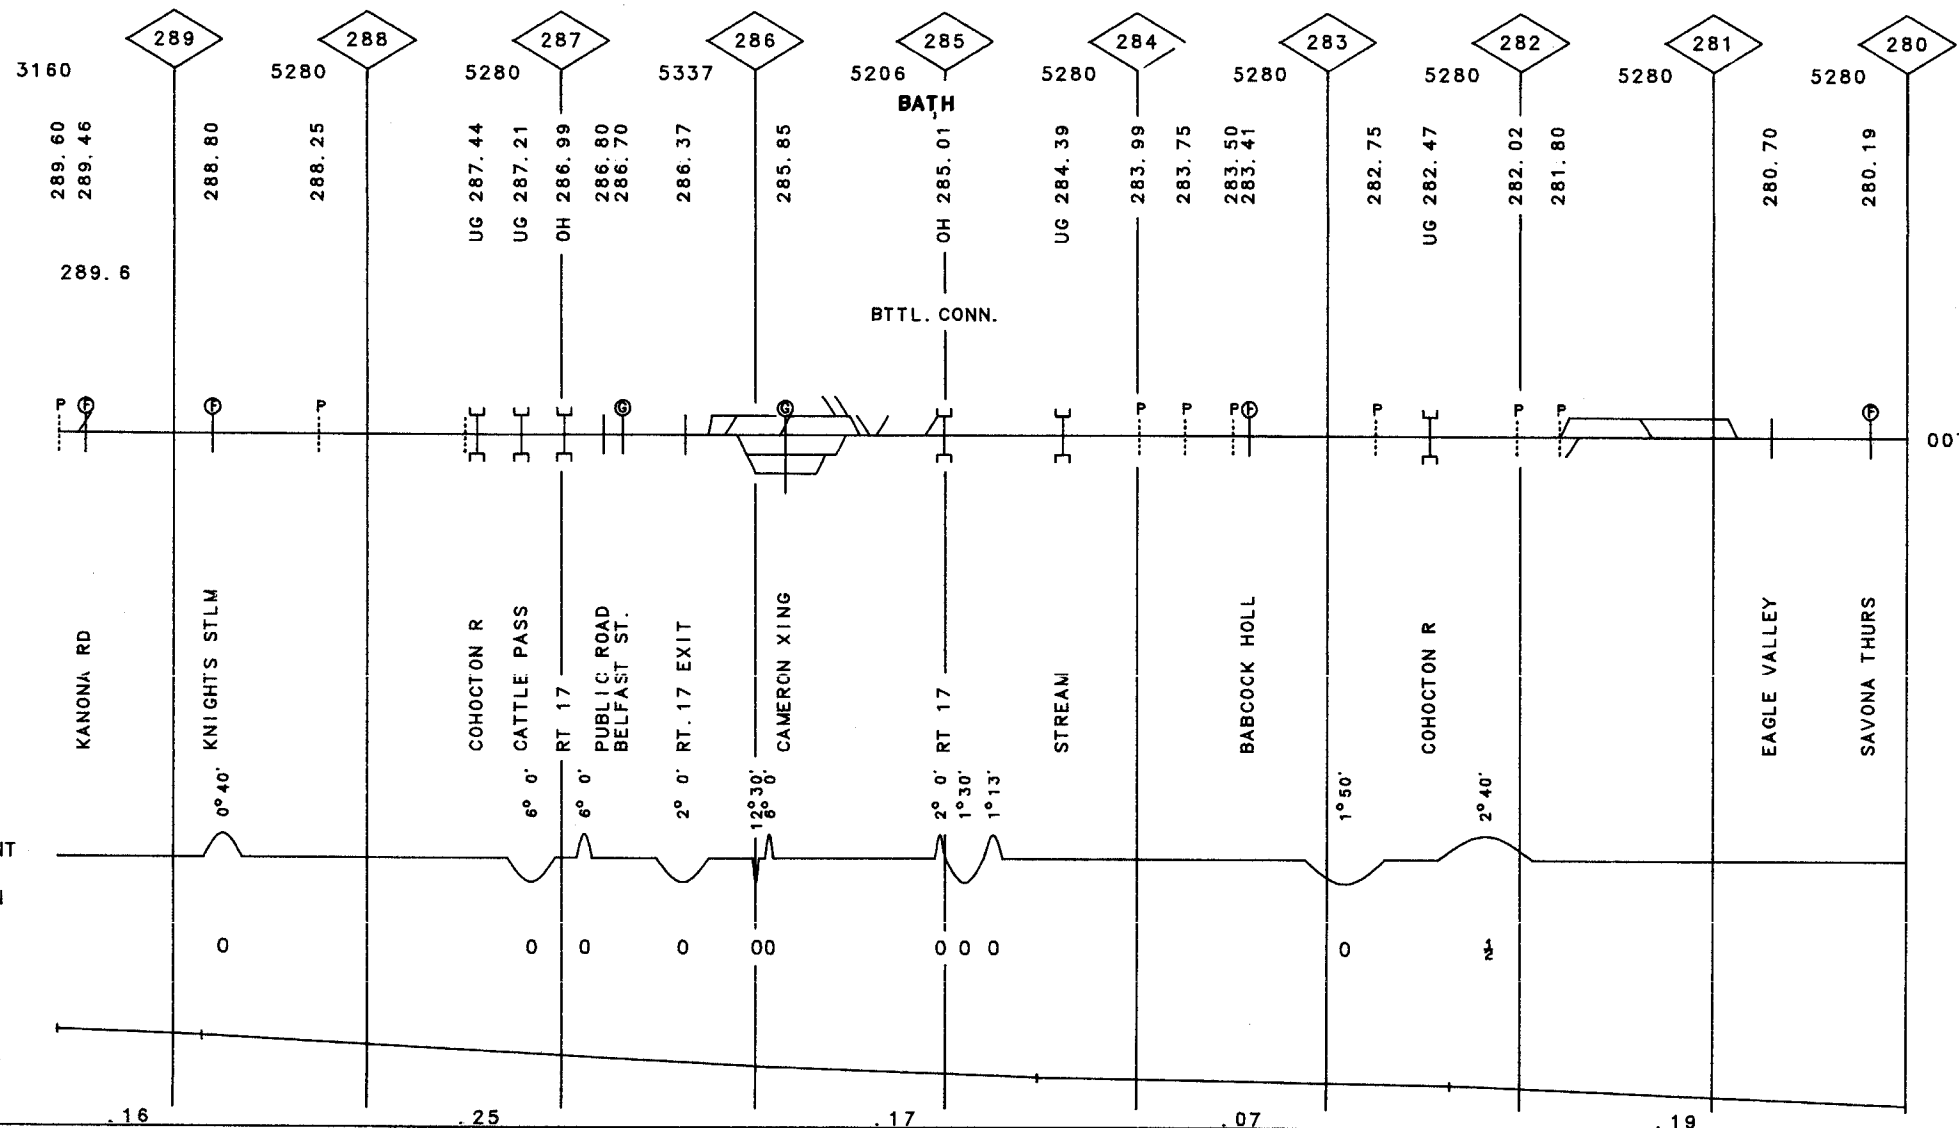 289 288 287 286 285 284 283 282 281 280
3160 5280 5280 5337 5206 5280 5280 5280 5280 5280
BATH
289.60
289.46
288.80
288.25
UG 287.44
UG 287.21
OH 286.99
286.80
286.70
286.37
285.85
OH 285.01
UG 284.39
283.99
283.75
283.50
283.41
282.75
UG 282.47
282.02
281.80
280.70
280.19
289.6
BTTL. CONN.
P F F P G G P P P F P P P F
00
KANONA RD
KNIGHTS STLM
COHOCTON R
CATTLE PASS
RT 17
PUBLIC ROAD
BELFAST ST.
RT.17 EXIT
CAMERON XING
RT 17
STREAM
BABCOCK HOLL
COHOCTON R
EAGLE VALLEY
SAVONA THURS
0°40'
6° 0'
6° 0'
2° 0'
12°30'
6° 0'
2° 0'
1°30'
1°13'
1°50'
2°40'
0 0 0 0 00 0 0 0 0 ½
.16 .25 .17 .07 .19